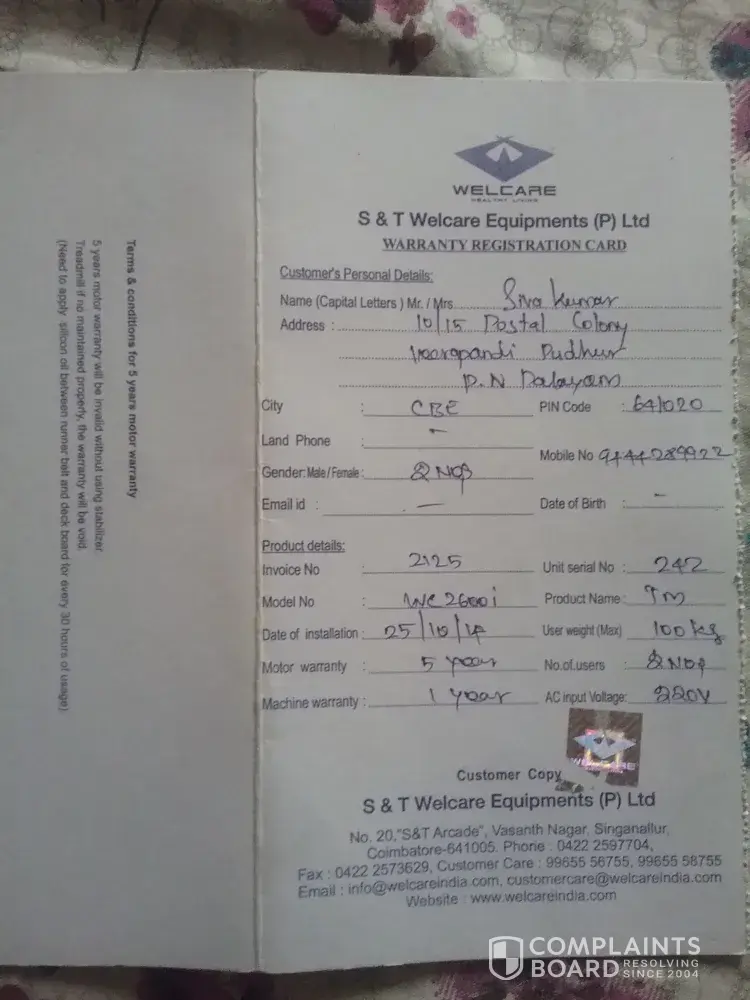 Terms & conditions for 5 years motor warranty
5 years motor warranty will be invalid without using stabilizer
Treadmill if no maintained properly, the warranty will be void.
(Need to apply silicon oil between runner belt and deck board for every 30 hours of usage)
WELCARE
HEALTHY LIVING
S & T Welcare Equipments (P) Ltd
WARRANTY REGISTRATION CARD
Customer's Personal Details:
Name (Capital Letters) Mr. / Mrs Siva Kumar
Address : 10/15 Postal Colony
Veerapandi Pudhur
P.N Palayam
City : CBE PIN Code : 641020
Land Phone : -
Mobile No 9444289922
Gender: Male / Female :
Email id : - Date of Birth : -
Product details:
Invoice No : 2125 Unit serial No : 242
Model No : WC2600i Product Name : TM
Date of installation : 25/10/14 User weight (Max) 100 kg
Motor warranty : 5 year No.of.users :
Machine warranty : 1 year AC input Voltage: 220V
WELCARE
Customer Copy
S & T Welcare Equipments (P) Ltd
No. 20,"S&T Arcade", Vasanth Nagar, Singanallur,
Coimbatore-641005. Phone : 0422 2597704,
Fax : 0422 2573629, Customer Care : 99655 56755, 99655 58755
Email : info@welcareindia.com, customercare@welcareindia.com
Website : www.welcareindia.com
COMPLAINTS
BOARD RESOLVING
SINCE 2004